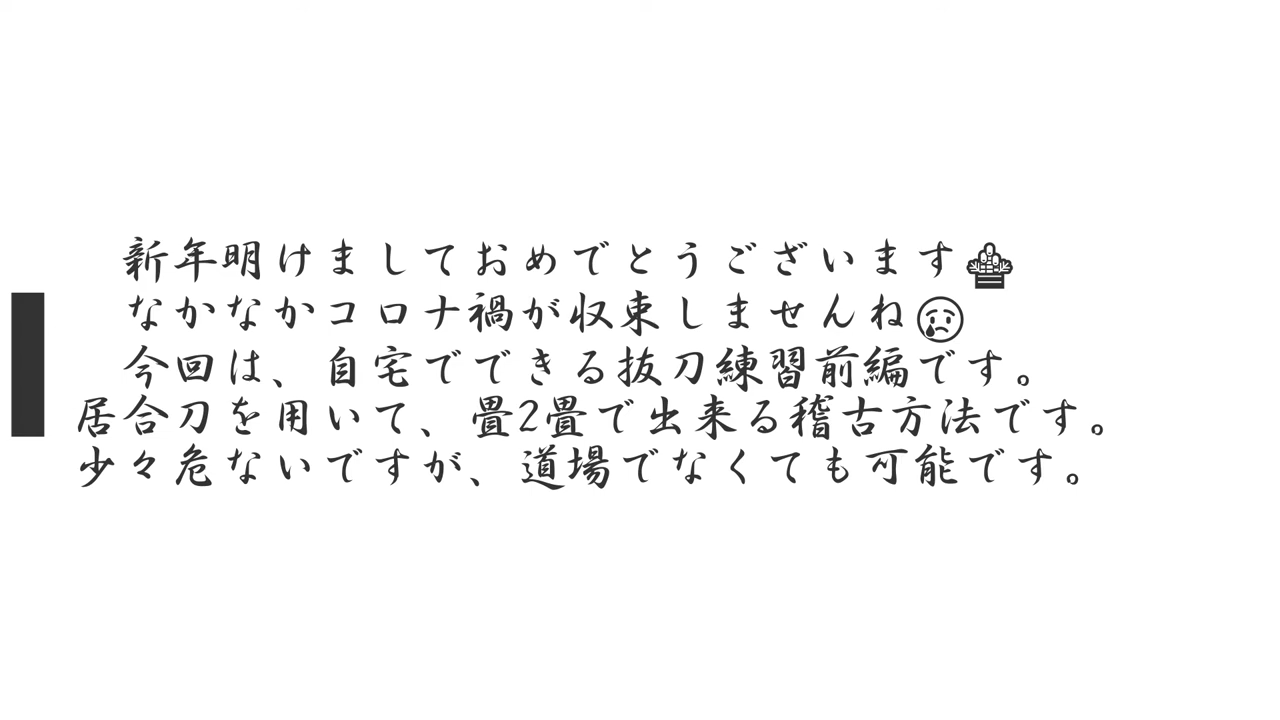 新年明けましておめでとうございます🎍
なかなかコロナ禍が収束しませんね😢
今回は、自宅でできる抜刀練習前編です。
居合刀を用いて、畳2畳で出来る稽古方法です。
少々危ないですが、道場でなくても可能です。